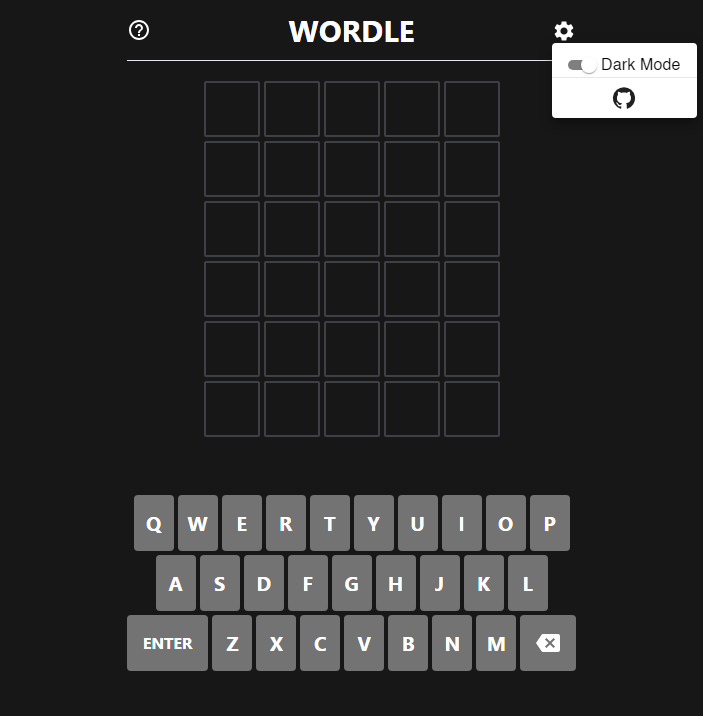 WORDLE
Dark Mode
Q W E R T Y U I O P
A S D F G H J K L
ENTER Z X C V B N M